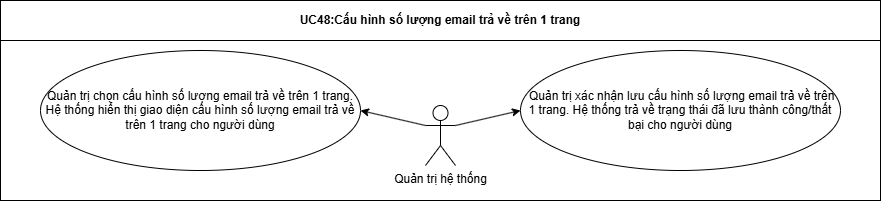 UC48:Cấu hình số lượng email trả về trên 1 trang
Quản trị chọn cấu hình số lượng email trả về trên 1 trang.
Hệ thống hiển thị giao diện cấu hình số lượng email trả về
trên 1 trang cho người dùng
Quản trị xác nhận lưu cấu hình số lượng email trả về trên
1 trang. Hệ thống trả về trạng thái đã lưu thánh công/thất
bại cho người dùng
Quản trị hệ thống